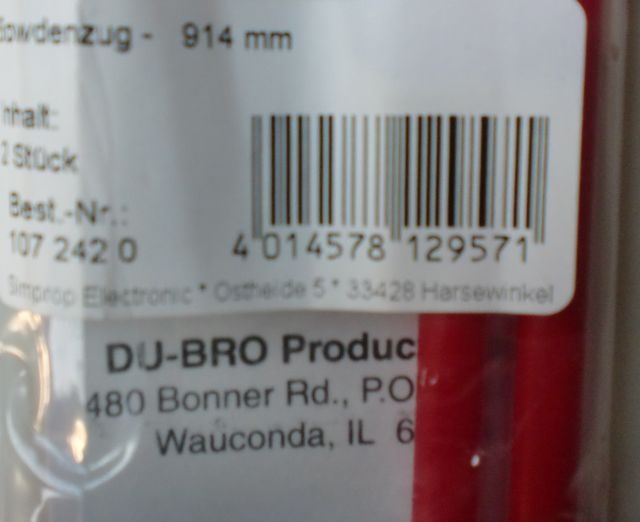 Bowdenzug - 914 mm
Inhalt:
2 Stück
Best.-Nr.:
107 242 0
4 014578 129571
Simprop Electronic * Ostheide 5 * 33428 Harsewinkel
DU-BRO Produc
480 Bonner Rd., P.O
Wauconda, IL 6